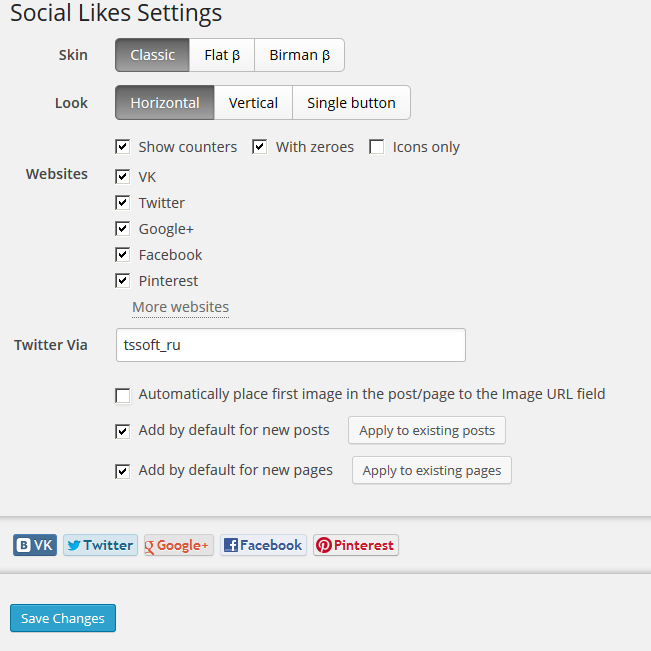 Social Likes Settings
Skin Classic Flat β Birman β
Look Horizontal Vertical Single button
Show counters With zeroes Icons only
Websites VK
Twitter
Google+
Facebook
Pinterest
More websites
Twitter Via tssoft_ru
Automatically place first image in the post/page to the Image URL field
Add by default for new posts Apply to existing posts
Add by default for new pages Apply to existing pages
B VK Twitter g Google+ f Facebook Pinterest
Save Changes